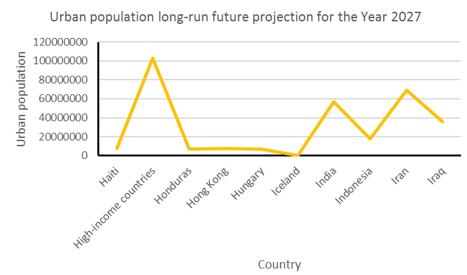 Urban population long-run future projection for the Year 2027
Urban population
120000000
100000000
80000000
60000000
40000000
20000000
0
Haiti
High-income countries
Honduras
Hong Kong
Hungary
Iceland
India
Indonesia
Iran
Iraq
Country